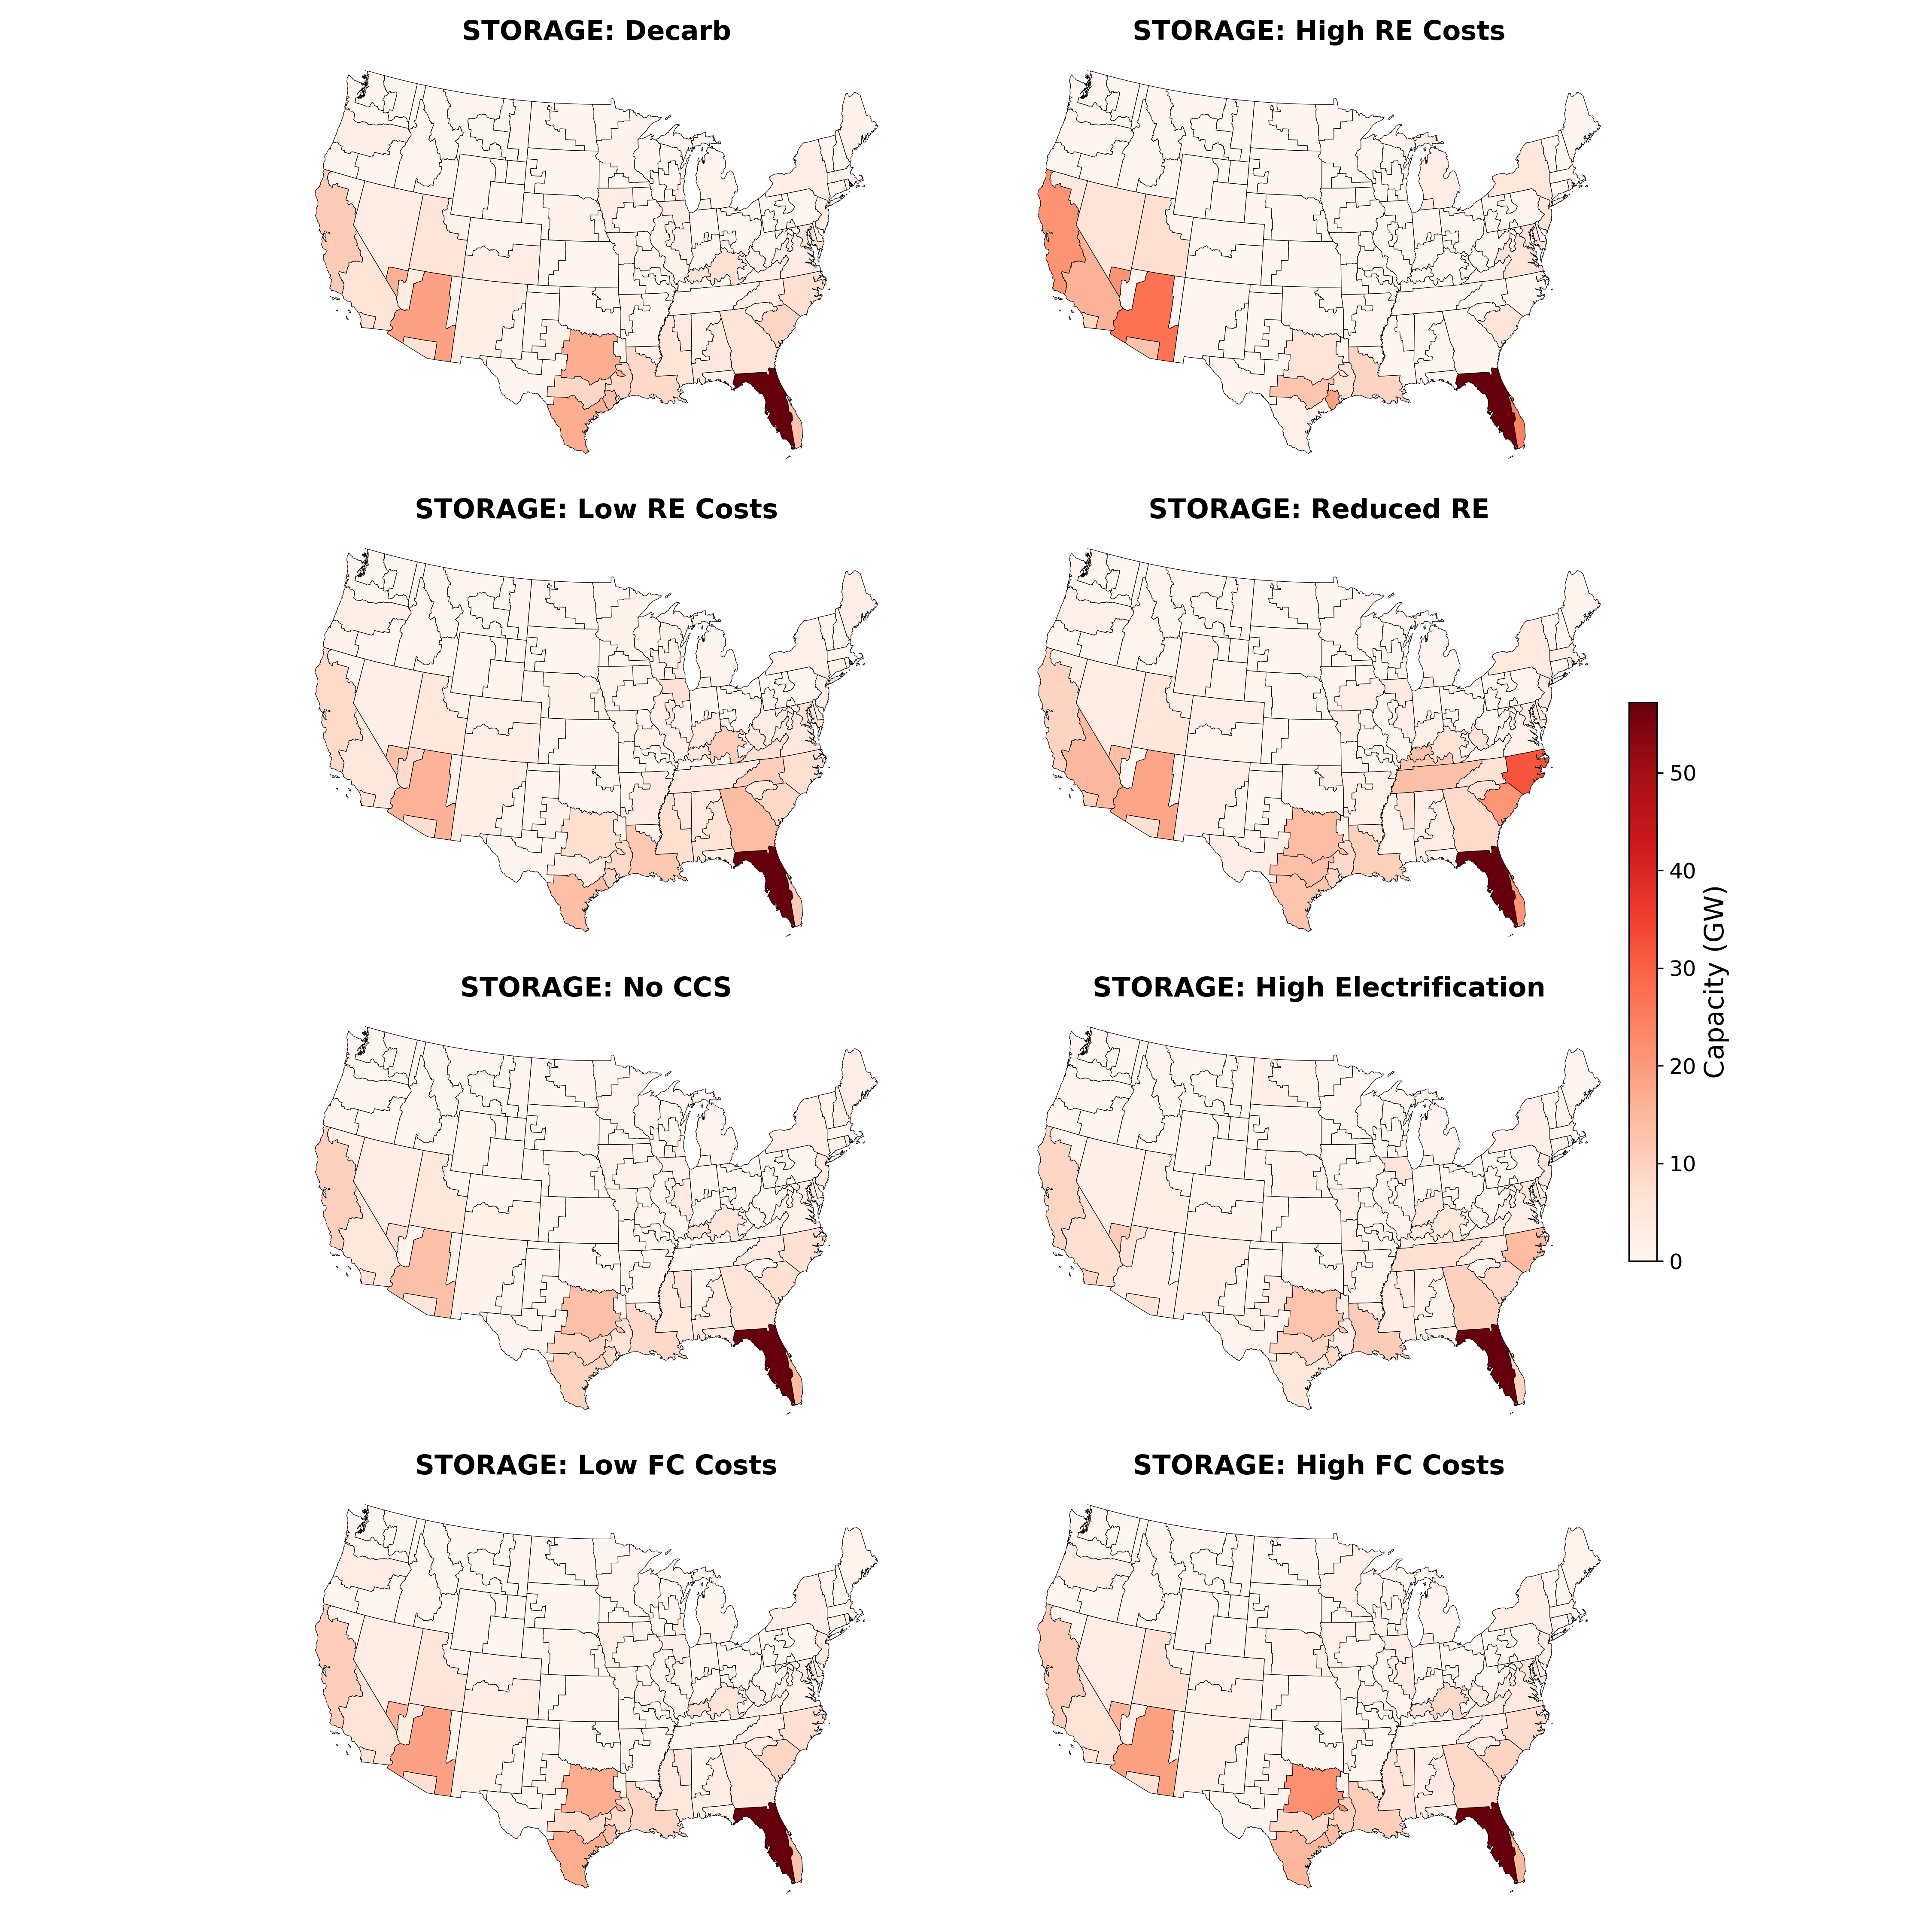 STORAGE: Decarb
STORAGE: High RE Costs
STORAGE: Low RE Costs
STORAGE: Reduced RE
STORAGE: No CCS
STORAGE: High Electrification
STORAGE: Low FC Costs
STORAGE: High FC Costs
50
40
30
20
10
0
Capacity (GW)